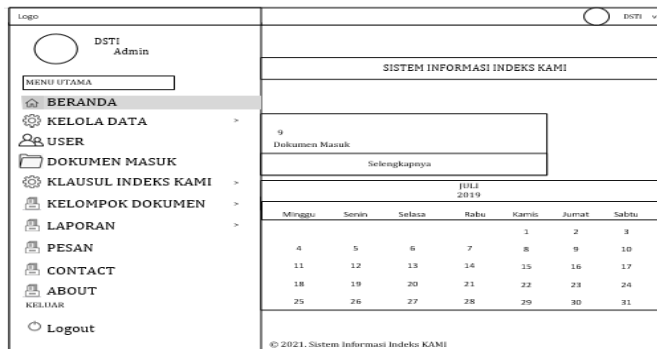 Logo
DSTI v
DSTI
Admin
MENU UTAMA
BERANDA
KELOLA DATA >
USER
DOKUMEN MASUK
KLAUSUL INDEKS KAMI >
KELOMPOK DOKUMEN >
LAPORAN >
PESAN
CONTACT
ABOUT
KELUAR
Logout
SISTEM INFORMASI INDEKS KAMI
9
Dokumen Masuk
Selengkapnya
JULI
2019
Minggu Senin Selasa Rabu Kamis Jumat Sabtu
1 2 3
4 5 6 7 8 9 10
11 12 13 14 15 16 17
18 19 20 21 22 23 24
25 26 27 28 29 30 31
© 2021. Sistem Informasi Indeks KAMI